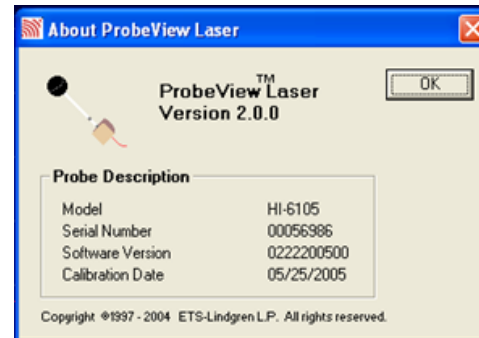 About ProbeView Laser
ProbeView™ Laser
Version 2.0.0
OK
Probe Description
Model HI-6105
Serial Number 00056986
Software Version 0222200500
Calibration Date 05/25/2005
Copyright ©1997 - 2004 ETS-Lindgren L.P. All rights reserved.